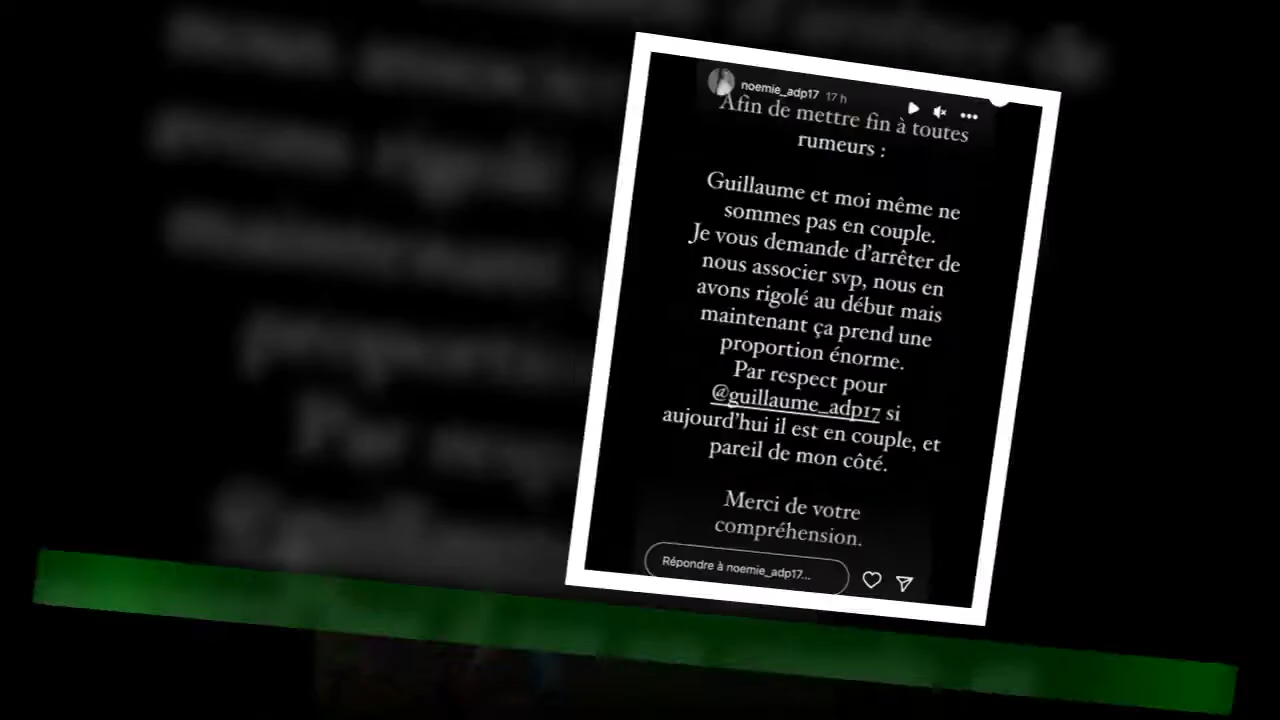 noemie_adp17 17 h
Afin de mettre fin à toutes
rumeurs :
Guillaume et moi même ne
sommes pas en couple.
Je vous demande d'arrêter de
nous associer svp, nous en
avons rigolé au début mais
maintenant ça prend une
proportion énorme.
Par respect pour
@guillaume_adp17 si
aujourd'hui il est en couple, et
pareil de mon côté.
Merci de votre
compréhension.
Répondre à noemie_adp17...